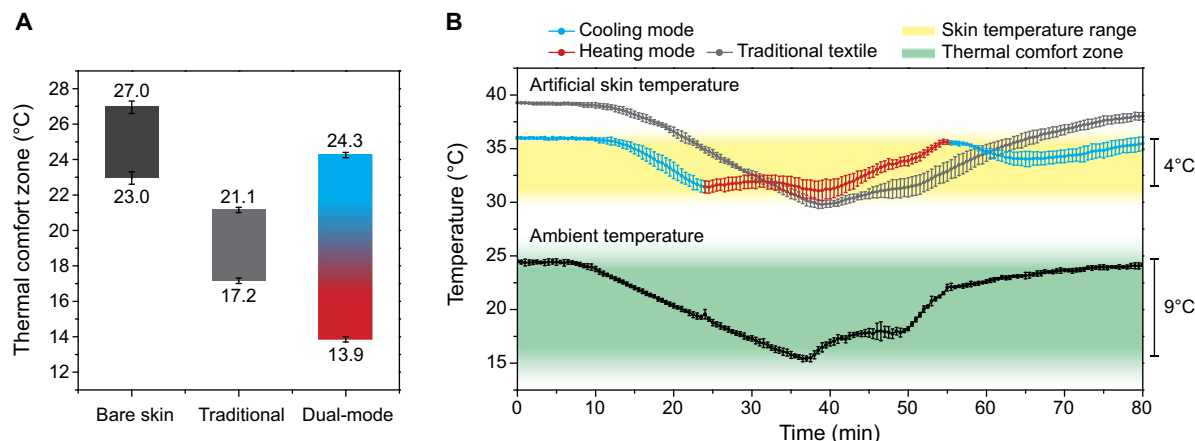 A
Thermal comfort zone (°C)
28
26
24
22
20
18
16
14
12
27.0
23.0
21.1
17.2
24.3
13.9
Bare skin
Traditional
Dual-mode
B
Cooling mode
Heating mode
Traditional textile
Skin temperature range
Thermal comfort zone
Artificial skin temperature
Ambient temperature
Temperature (°C)
40
35
30
25
20
15
4°C
9°C
0
10
20
30
40
50
60
70
80
Time (min)